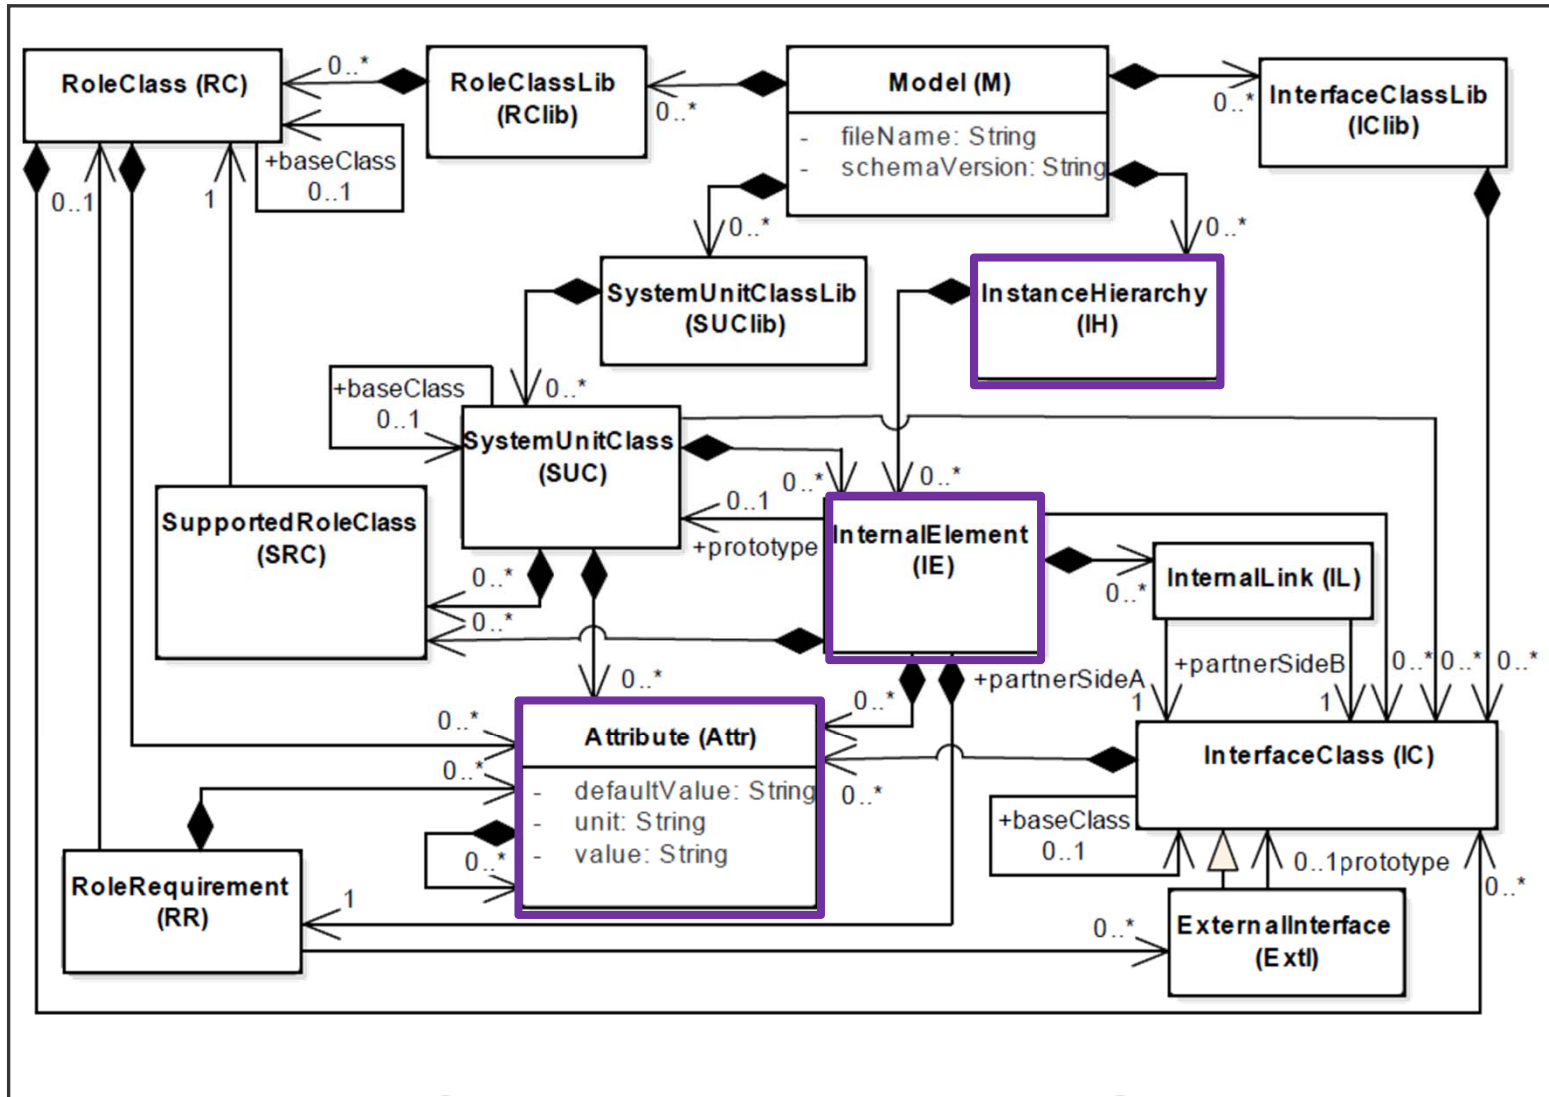 RoleClass (RC)
0..*
RoleClassLib
(RClib)
0..*
Model (M)
- fileName: String
- schemaVersion: String
0..*
InterfaceClassLib
(IClib)
+baseClass
0..1
0..1
1
0..*
0..*
SystemUnitClassLib
(SUClib)
InstanceHierarchy
(IH)
+baseClass
0..1
0..*
SystemUnitClass
(SUC)
0..*
0..*
0..1
+prototype
InternalElement
(IE)
SupportedRoleClass
(SRC)
0..*
0..*
0..*
InternalLink (IL)
+partnerSideA
1
+partnerSideB
1
0..*
0..*
0..*
0..*
0..*
0..*
Attribute (Attr)
- defaultValue: String
- unit: String
- value: String
0..*
0..*
0..*
InterfaceClass (IC)
+baseClass
0..1
0..1prototype
0..*
RoleRequirement
(RR)
1
0..*
ExternalInterface
(ExtI)